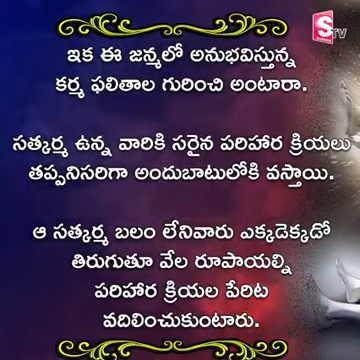 S TV
ఇక ఈ జన్మలో అనుభవిస్తున్న
కర్మ ఫలితాల గురించి అంటారా.
సత్కర్మ ఉన్న వారికి సరైన పరిహార క్రియలు
తప్పనిసరిగా అందుబాటులోకి వస్తాయి.
ఆ సత్కర్మ బలం లేనివారు ఎక్కడెక్కడో
తిరుగుతూ వేల రూపాయల్ని
పరిహార క్రియల పేరిట
వదిలించుకుంటారు.